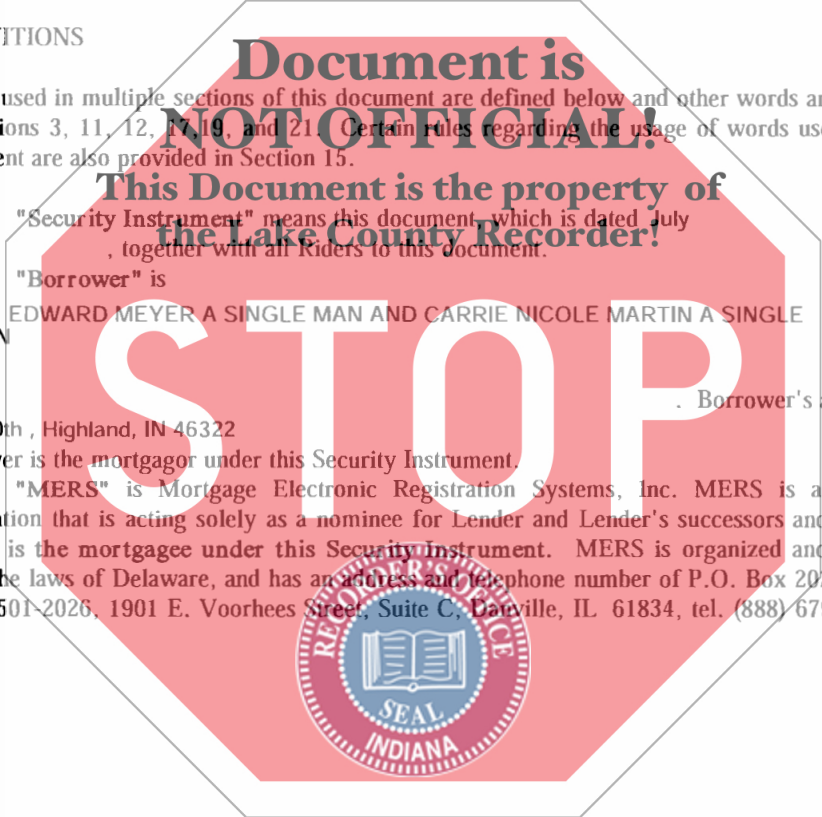 ITIONS
Document is
used in multiple sections of this document are defined below and other words
ions 3, 11, 12, 17, 19, and 21. Certain rules regarding the usage of words
NOT OFFICIAL!
ent are also provided in Section 15.
This Document is the property of
"Security Instrument" means this document, which is dated July
the Lake County Recorder!
, together with all Riders to this document.
"Borrower" is
EDWARD MEYER A SINGLE MAN AND CARRIE NICOLE MARTIN A SINGLE
N
STOP
. Borrower's
th , Highland, IN 46322
er is the mortgagor under this Security Instrument.
"MERS" is Mortgage Electronic Registration Systems, Inc. MERS is a
tion that is acting solely as a nominee for Lender and Lender's successors and
is the mortgagee under this Security Instrument. MERS is organized and
he laws of Delaware, and has an address and telephone number of P.O. Box
501-2026, 1901 E. Voorhees Street, Suite C, Danville, IL 61834, tel. (888)
RECORDER'S OFFICE
SEAL
INDIANA